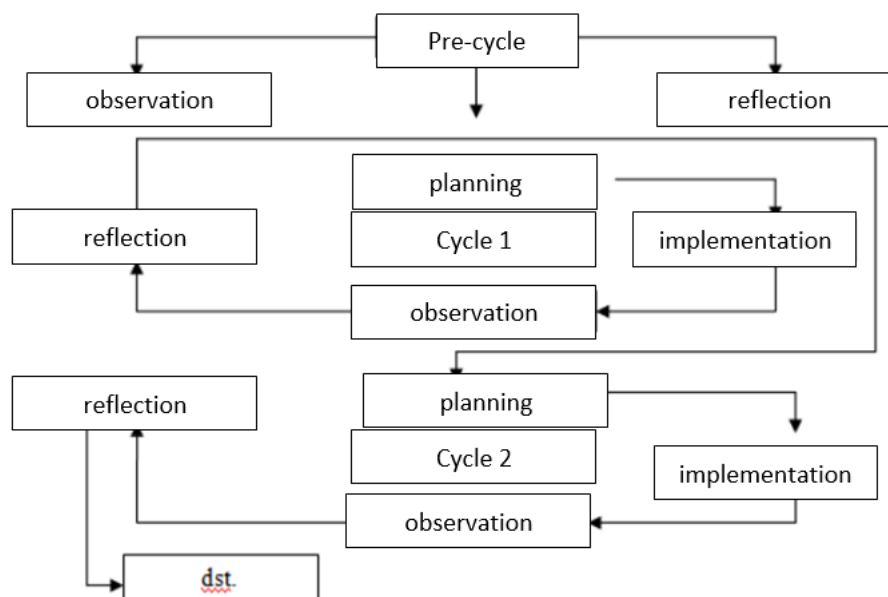 Pre-cycle
observation
reflection
planning
reflection
Cycle 1
implementation
observation
reflection
planning
Cycle 2
implementation
observation
dst.